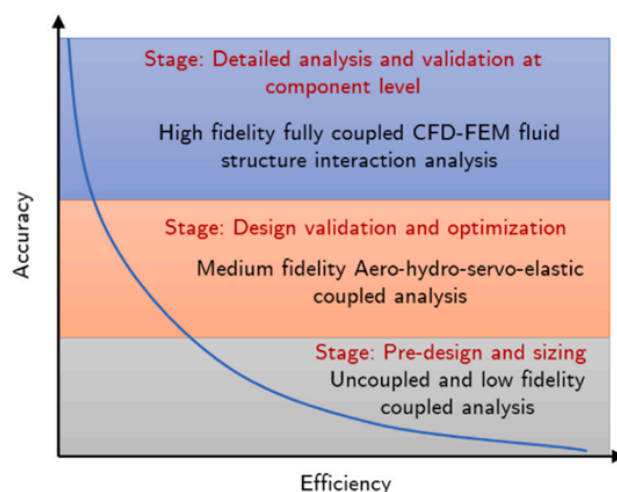 Stage: Detailed analysis and validation at
component level
High fidelity fully coupled CFD-FEM fluid
structure interaction analysis
Stage: Design validation and optimization
Medium fidelity Aero-hydro-servo-elastic
coupled analysis
Stage: Pre-design and sizing
Uncoupled and low fidelity
coupled analysis
Accuracy
Efficiency